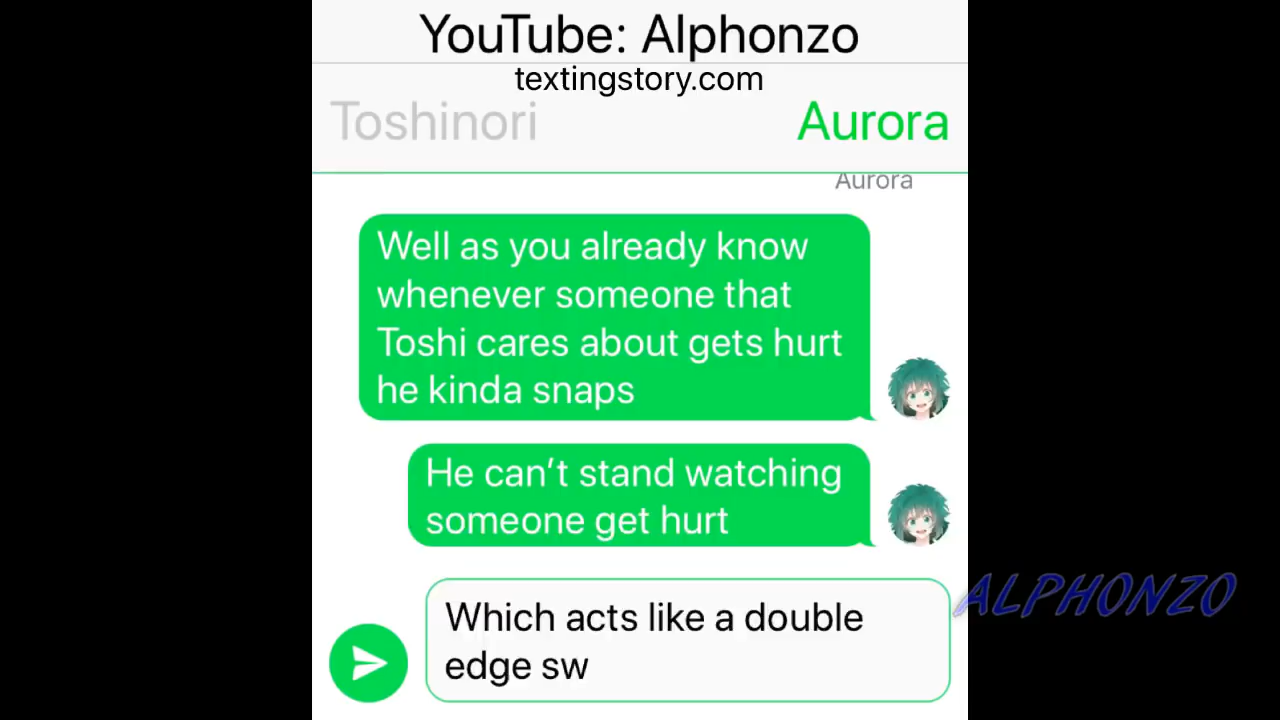 YouTube: Alphonzo
textingstory.com
Toshinori
Aurora
Aurora
Well as you already know
whenever someone that
Toshi cares about gets hurt
he kinda snaps
He can’t stand watching
someone get hurt
Which acts like a double
edge sw
ALPHONZO